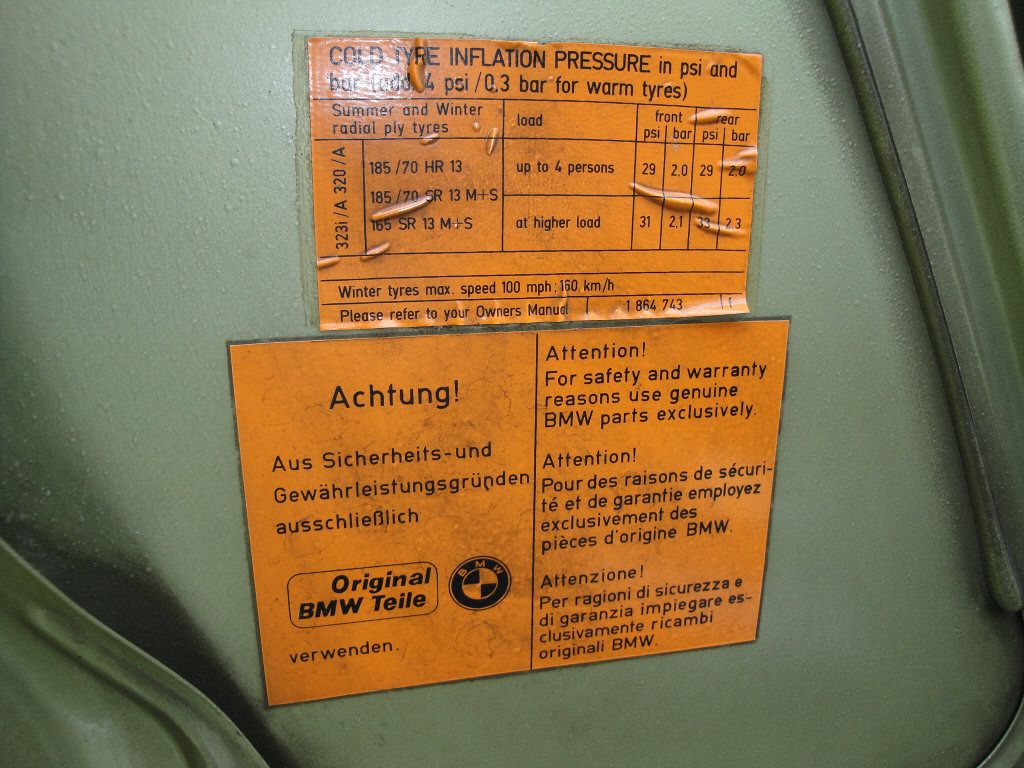 COLD TYRE INFLATION PRESSURE in psi and
bar (add 4 psi /0.3 bar for warm tyres)
Summer and Winter
radial ply tyres
load
front rear
psi bar psi bar
323i/A 320/A
185/70 HR 13
up to 4 persons 29 2.0 29 2.0
185/70 SR 13 M+S
165 SR 13 M+S
at higher load 31 2.1 33 2.3
Winter tyres max. speed 100 mph; 160 km/h
Please refer to your Owners Manual 1 864 743
Achtung!
Aus Sicherheits-und
Gewährleistungsgründen
ausschließlich
Original
BMW Teile
BMW
verwenden.
Attention!
For safety and warranty
reasons use genuine
BMW parts exclusively.
Attention!
Pour des raisons de sécuri-
té et de garantie employez
exclusivement des
pièces d'origine BMW.
Attenzione!
Per ragioni di sicurezza e
di garanzia impiegare es-
clusivamente ricambi
originali BMW.